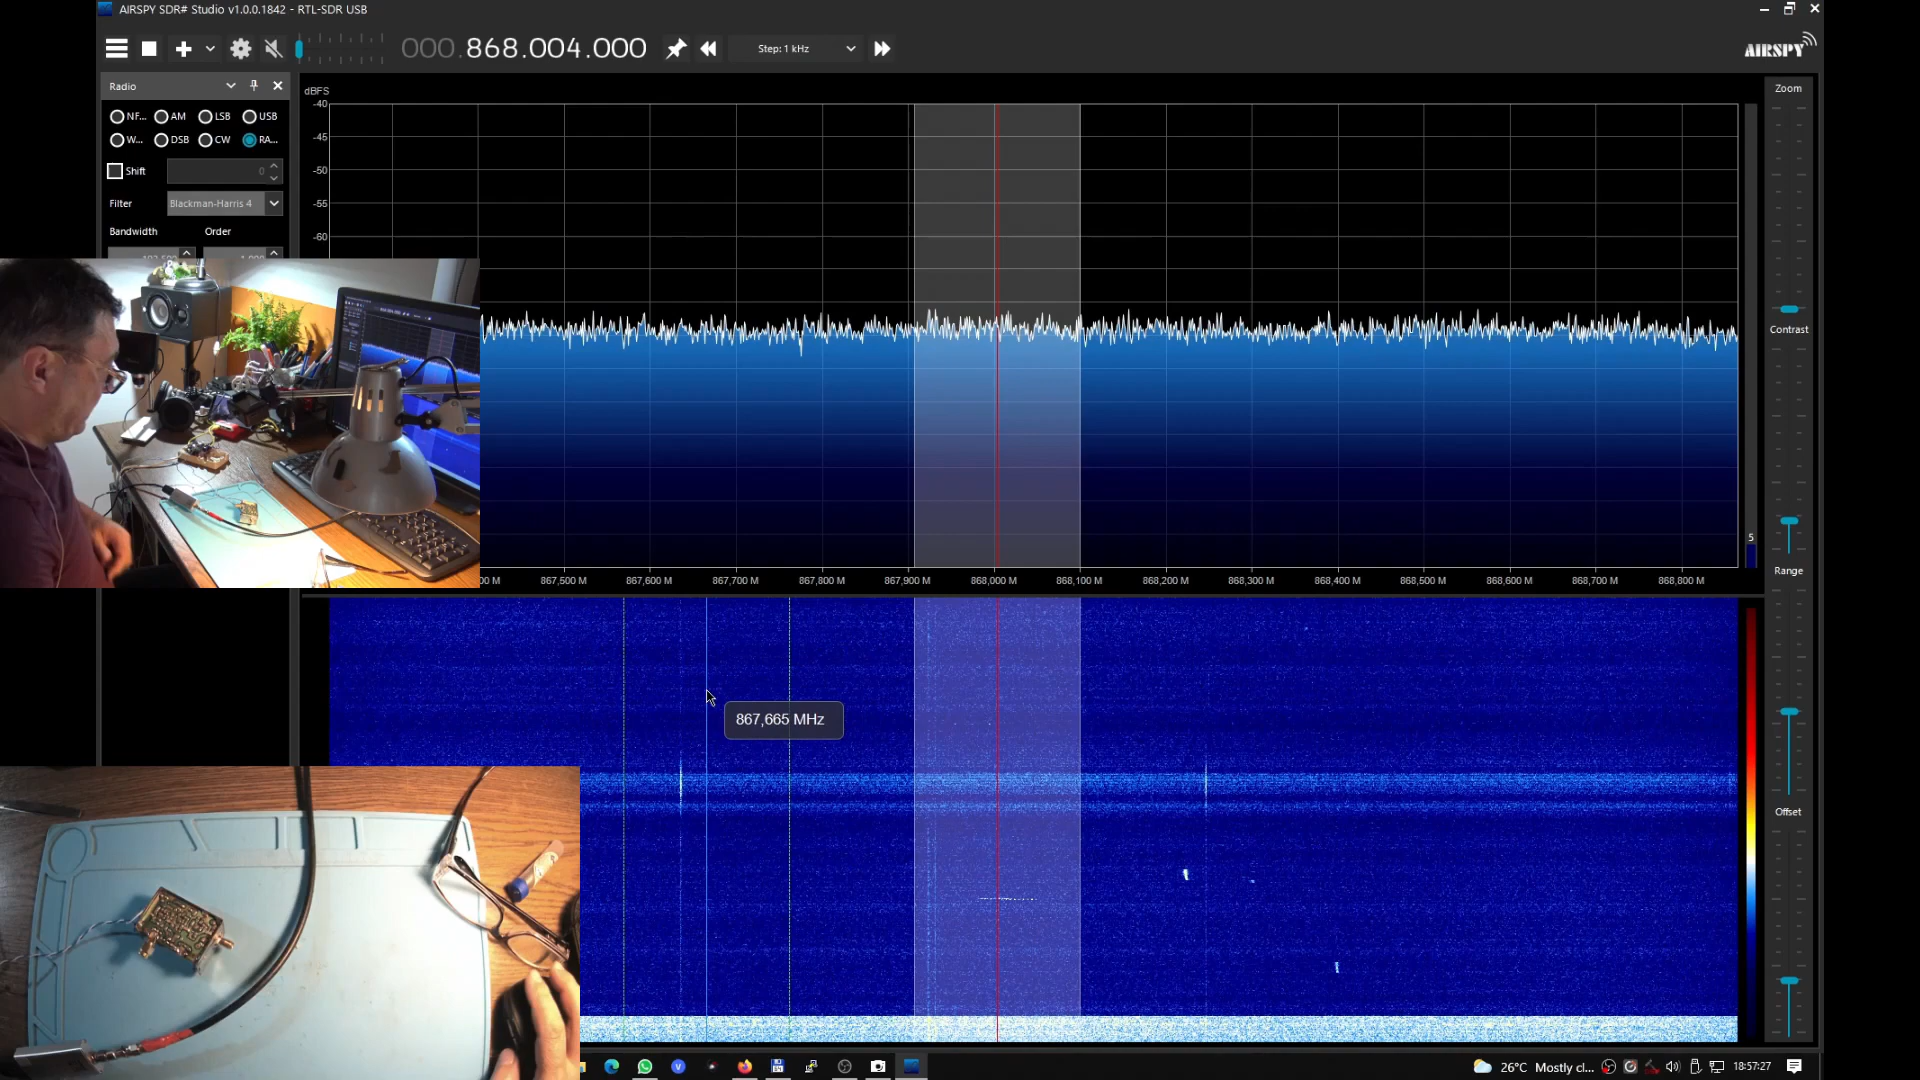 AIRSPY SDR# Studio v1.0.0.1842 - RTL-SDR USB
000.868.004.000
Step: 1 kHz
AIRSPY
Radio
NF... AM LSB USB
W... DSB CW RA...
Shift 0
Filter Blackman-Harris 4
Bandwidth Order
dBFS
-40
-45
-50
-55
-60
Zoom
Contrast
Range
Offset
5
00 M 867,500 M 867,600 M 867,700 M 867,800 M 867,900 M 868,000 M 868,100 M 868,200 M 868,300 M 868,400 M 868,500 M 868,600 M 868,700 M 868,800 M
867,665 MHz
26°C Mostly cl... 18:57:27